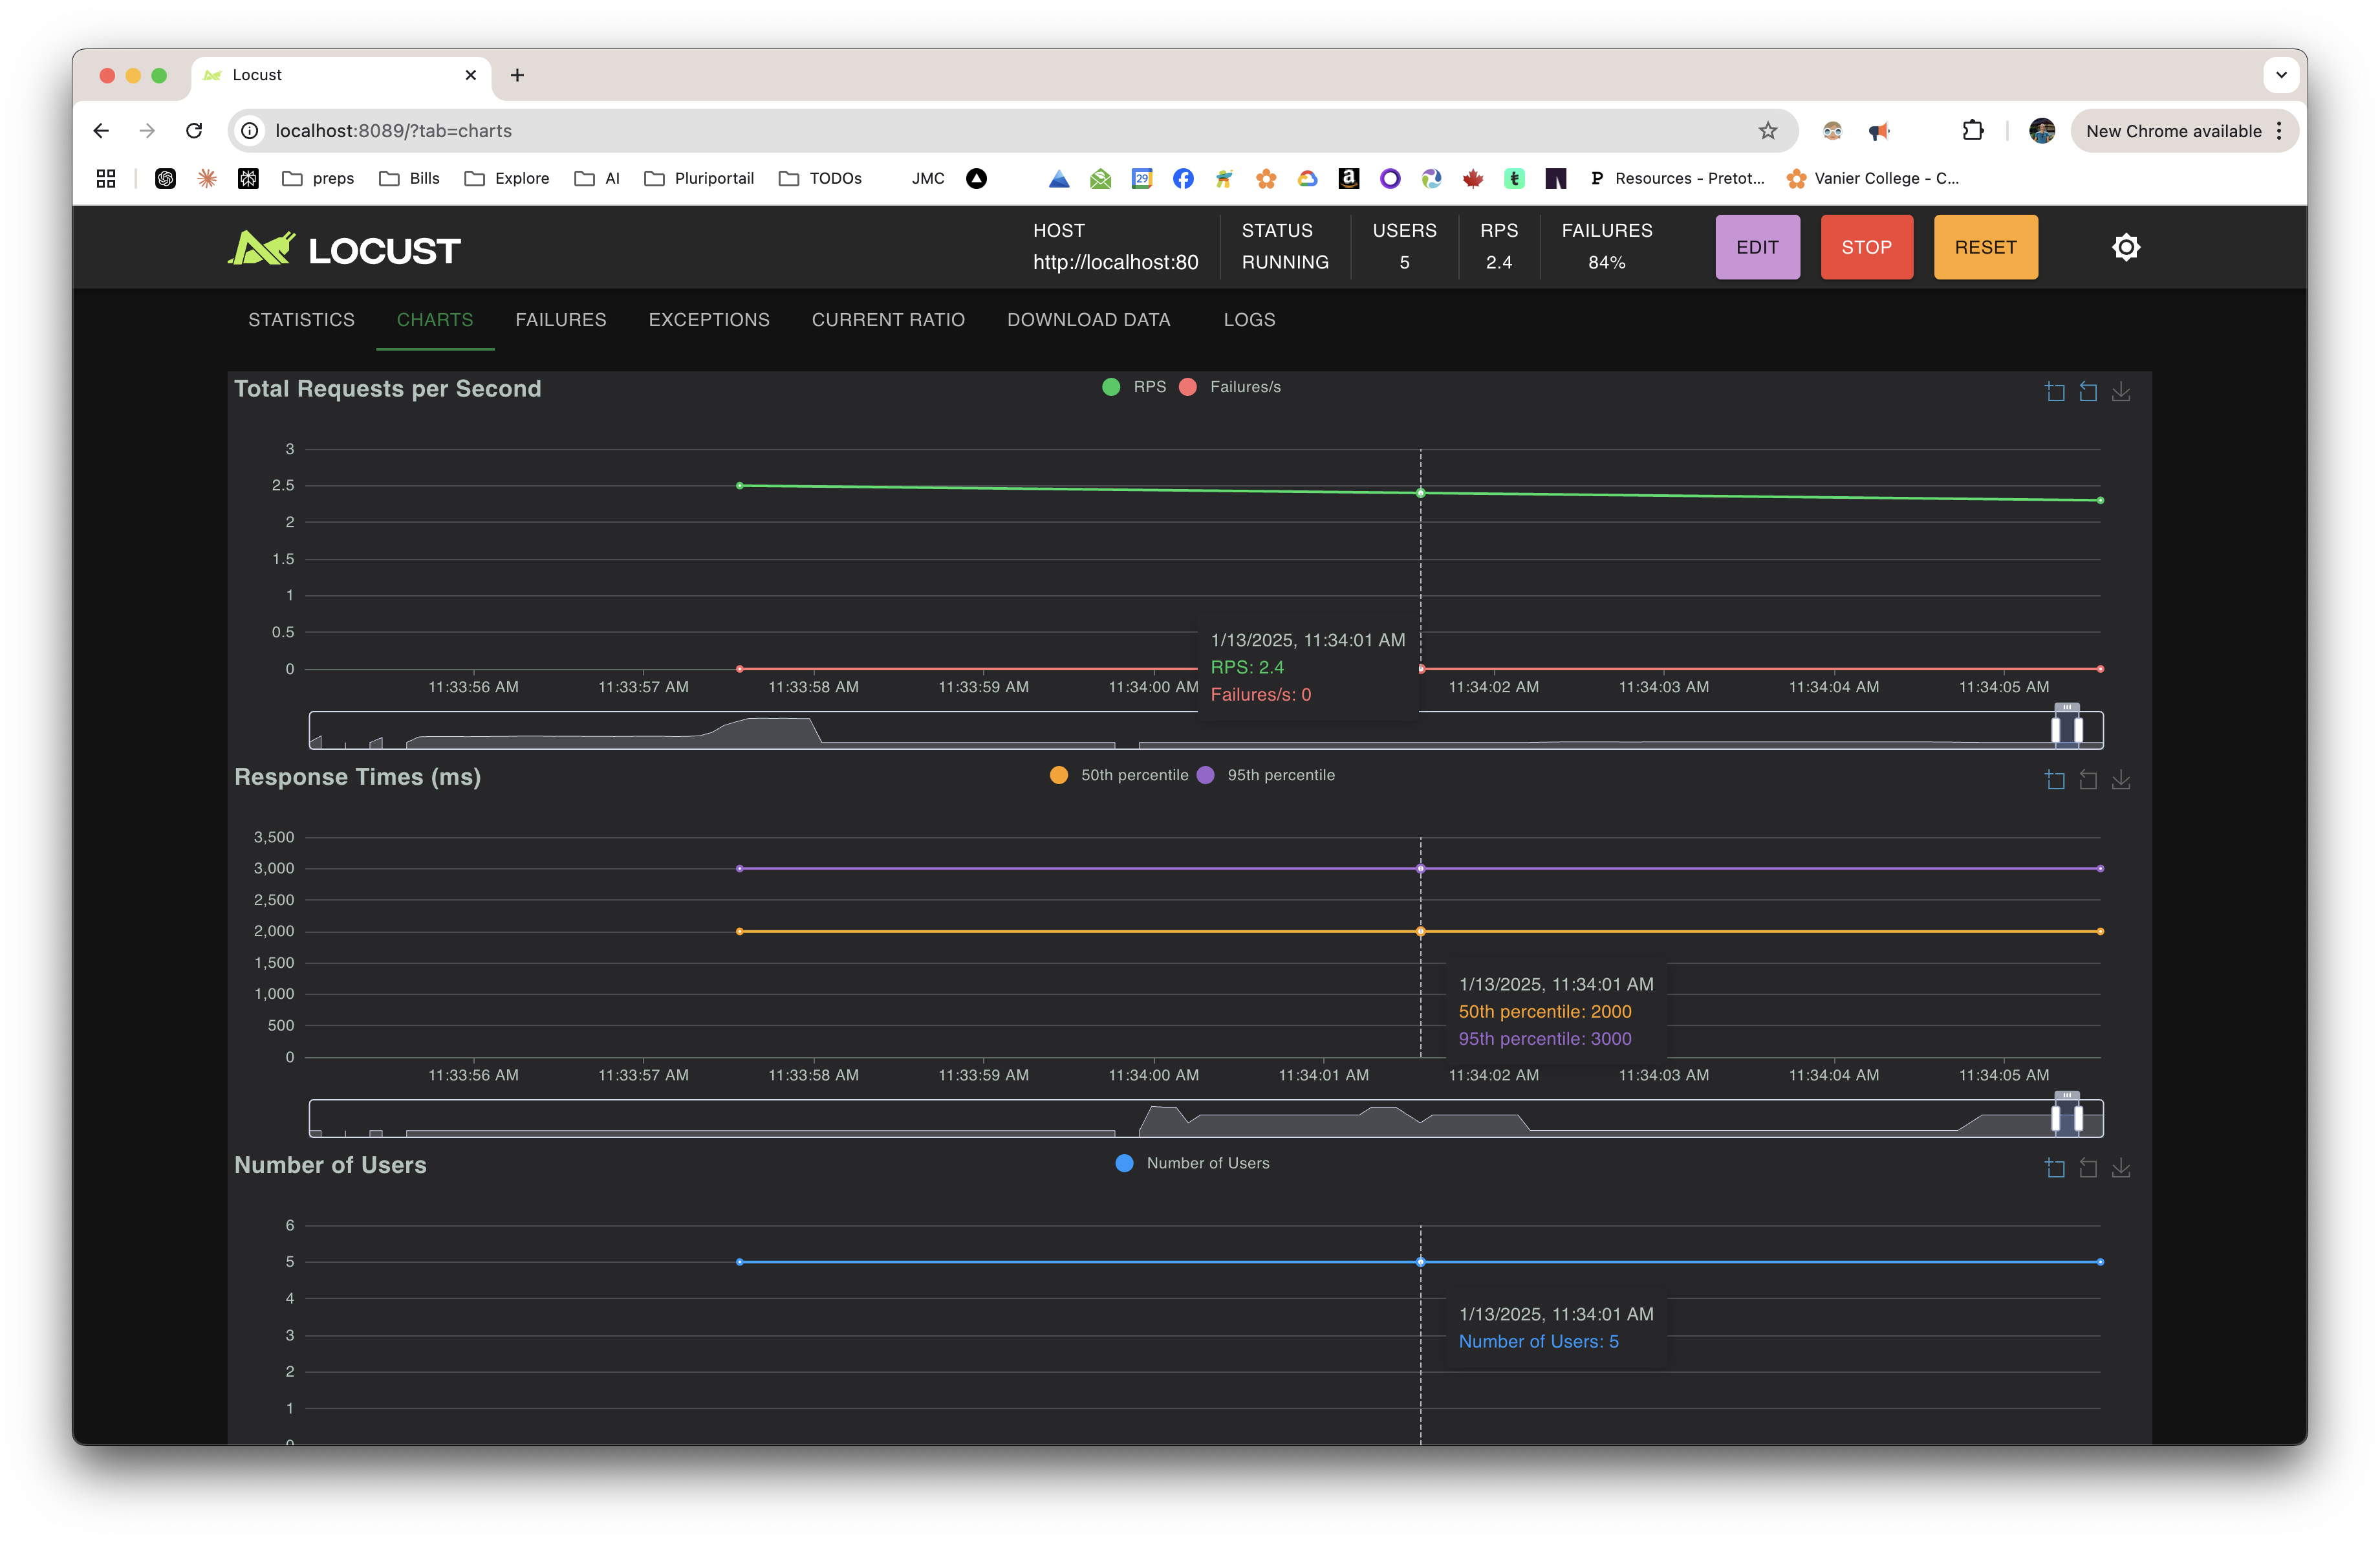 Locust
localhost:8089/?tab=charts
New Chrome available
preps
Bills
Explore
AI
Pluriportail
TODOs
JMC
29
Resources - Pretot...
Vanier College - C...
LOCUST
HOST
http://localhost:80
STATUS
RUNNING
USERS
5
RPS
2.4
FAILURES
84%
EDIT
STOP
RESET
STATISTICS
CHARTS
FAILURES
EXCEPTIONS
CURRENT RATIO
DOWNLOAD DATA
LOGS
Total Requests per Second
RPS
Failures/s
3
2.5
2
1.5
1
0.5
0
1/13/2025, 11:34:01 AM
RPS: 2.4
Failures/s: 0
11:33:56 AM
11:33:57 AM
11:33:58 AM
11:33:59 AM
11:34:00 AM
11:34:02 AM
11:34:03 AM
11:34:04 AM
11:34:05 AM
Response Times (ms)
50th percentile
95th percentile
3,500
3,000
2,500
2,000
1,500
1,000
500
0
1/13/2025, 11:34:01 AM
50th percentile: 2000
95th percentile: 3000
11:33:56 AM
11:33:57 AM
11:33:58 AM
11:33:59 AM
11:34:00 AM
11:34:01 AM
11:34:02 AM
11:34:03 AM
11:34:04 AM
11:34:05 AM
Number of Users
Number of Users
6
5
4
3
2
1
0
1/13/2025, 11:34:01 AM
Number of Users: 5